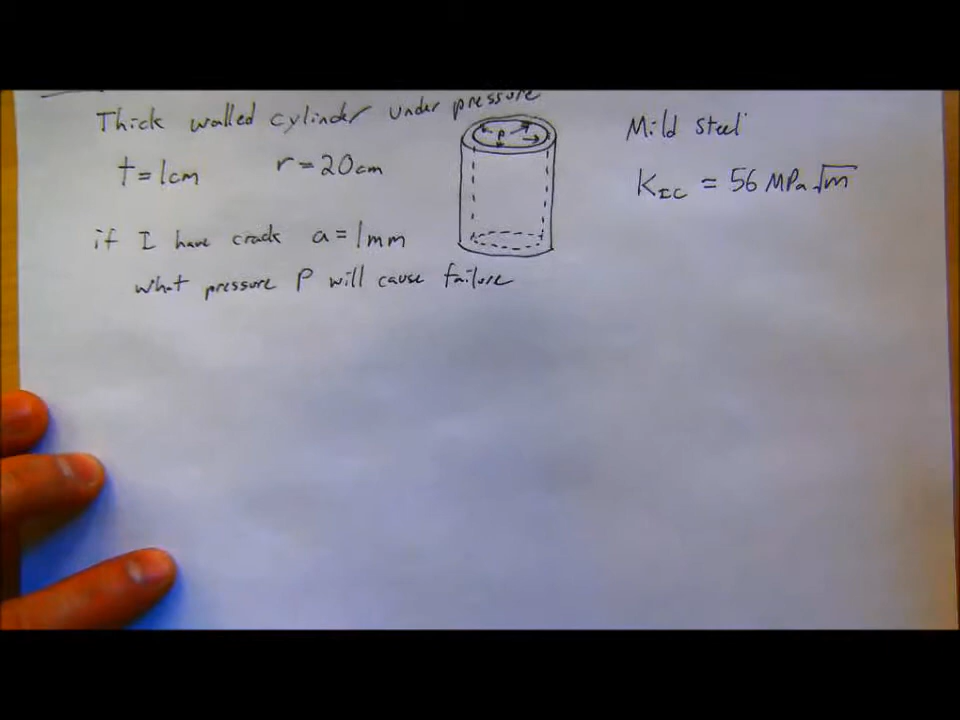 Thick walled cylinder under pressure
t = 1cm r = 20cm
P
if I have crack a = 1mm
what pressure P will cause failure
Mild steel
K_IC = 56 MPa√m